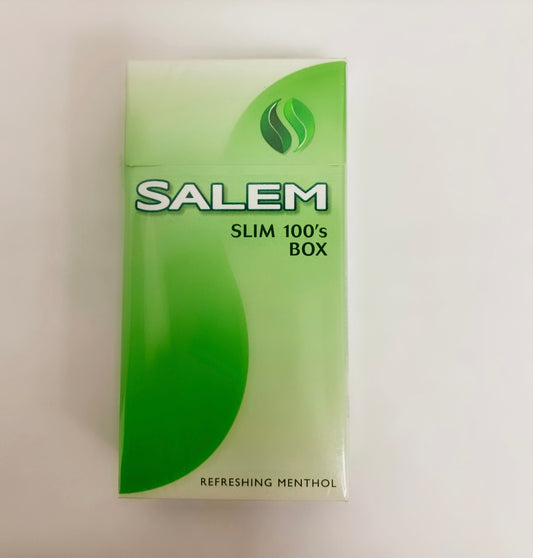 SALEM
SLIM 100's
BOX
REFRESHING MENTHOL